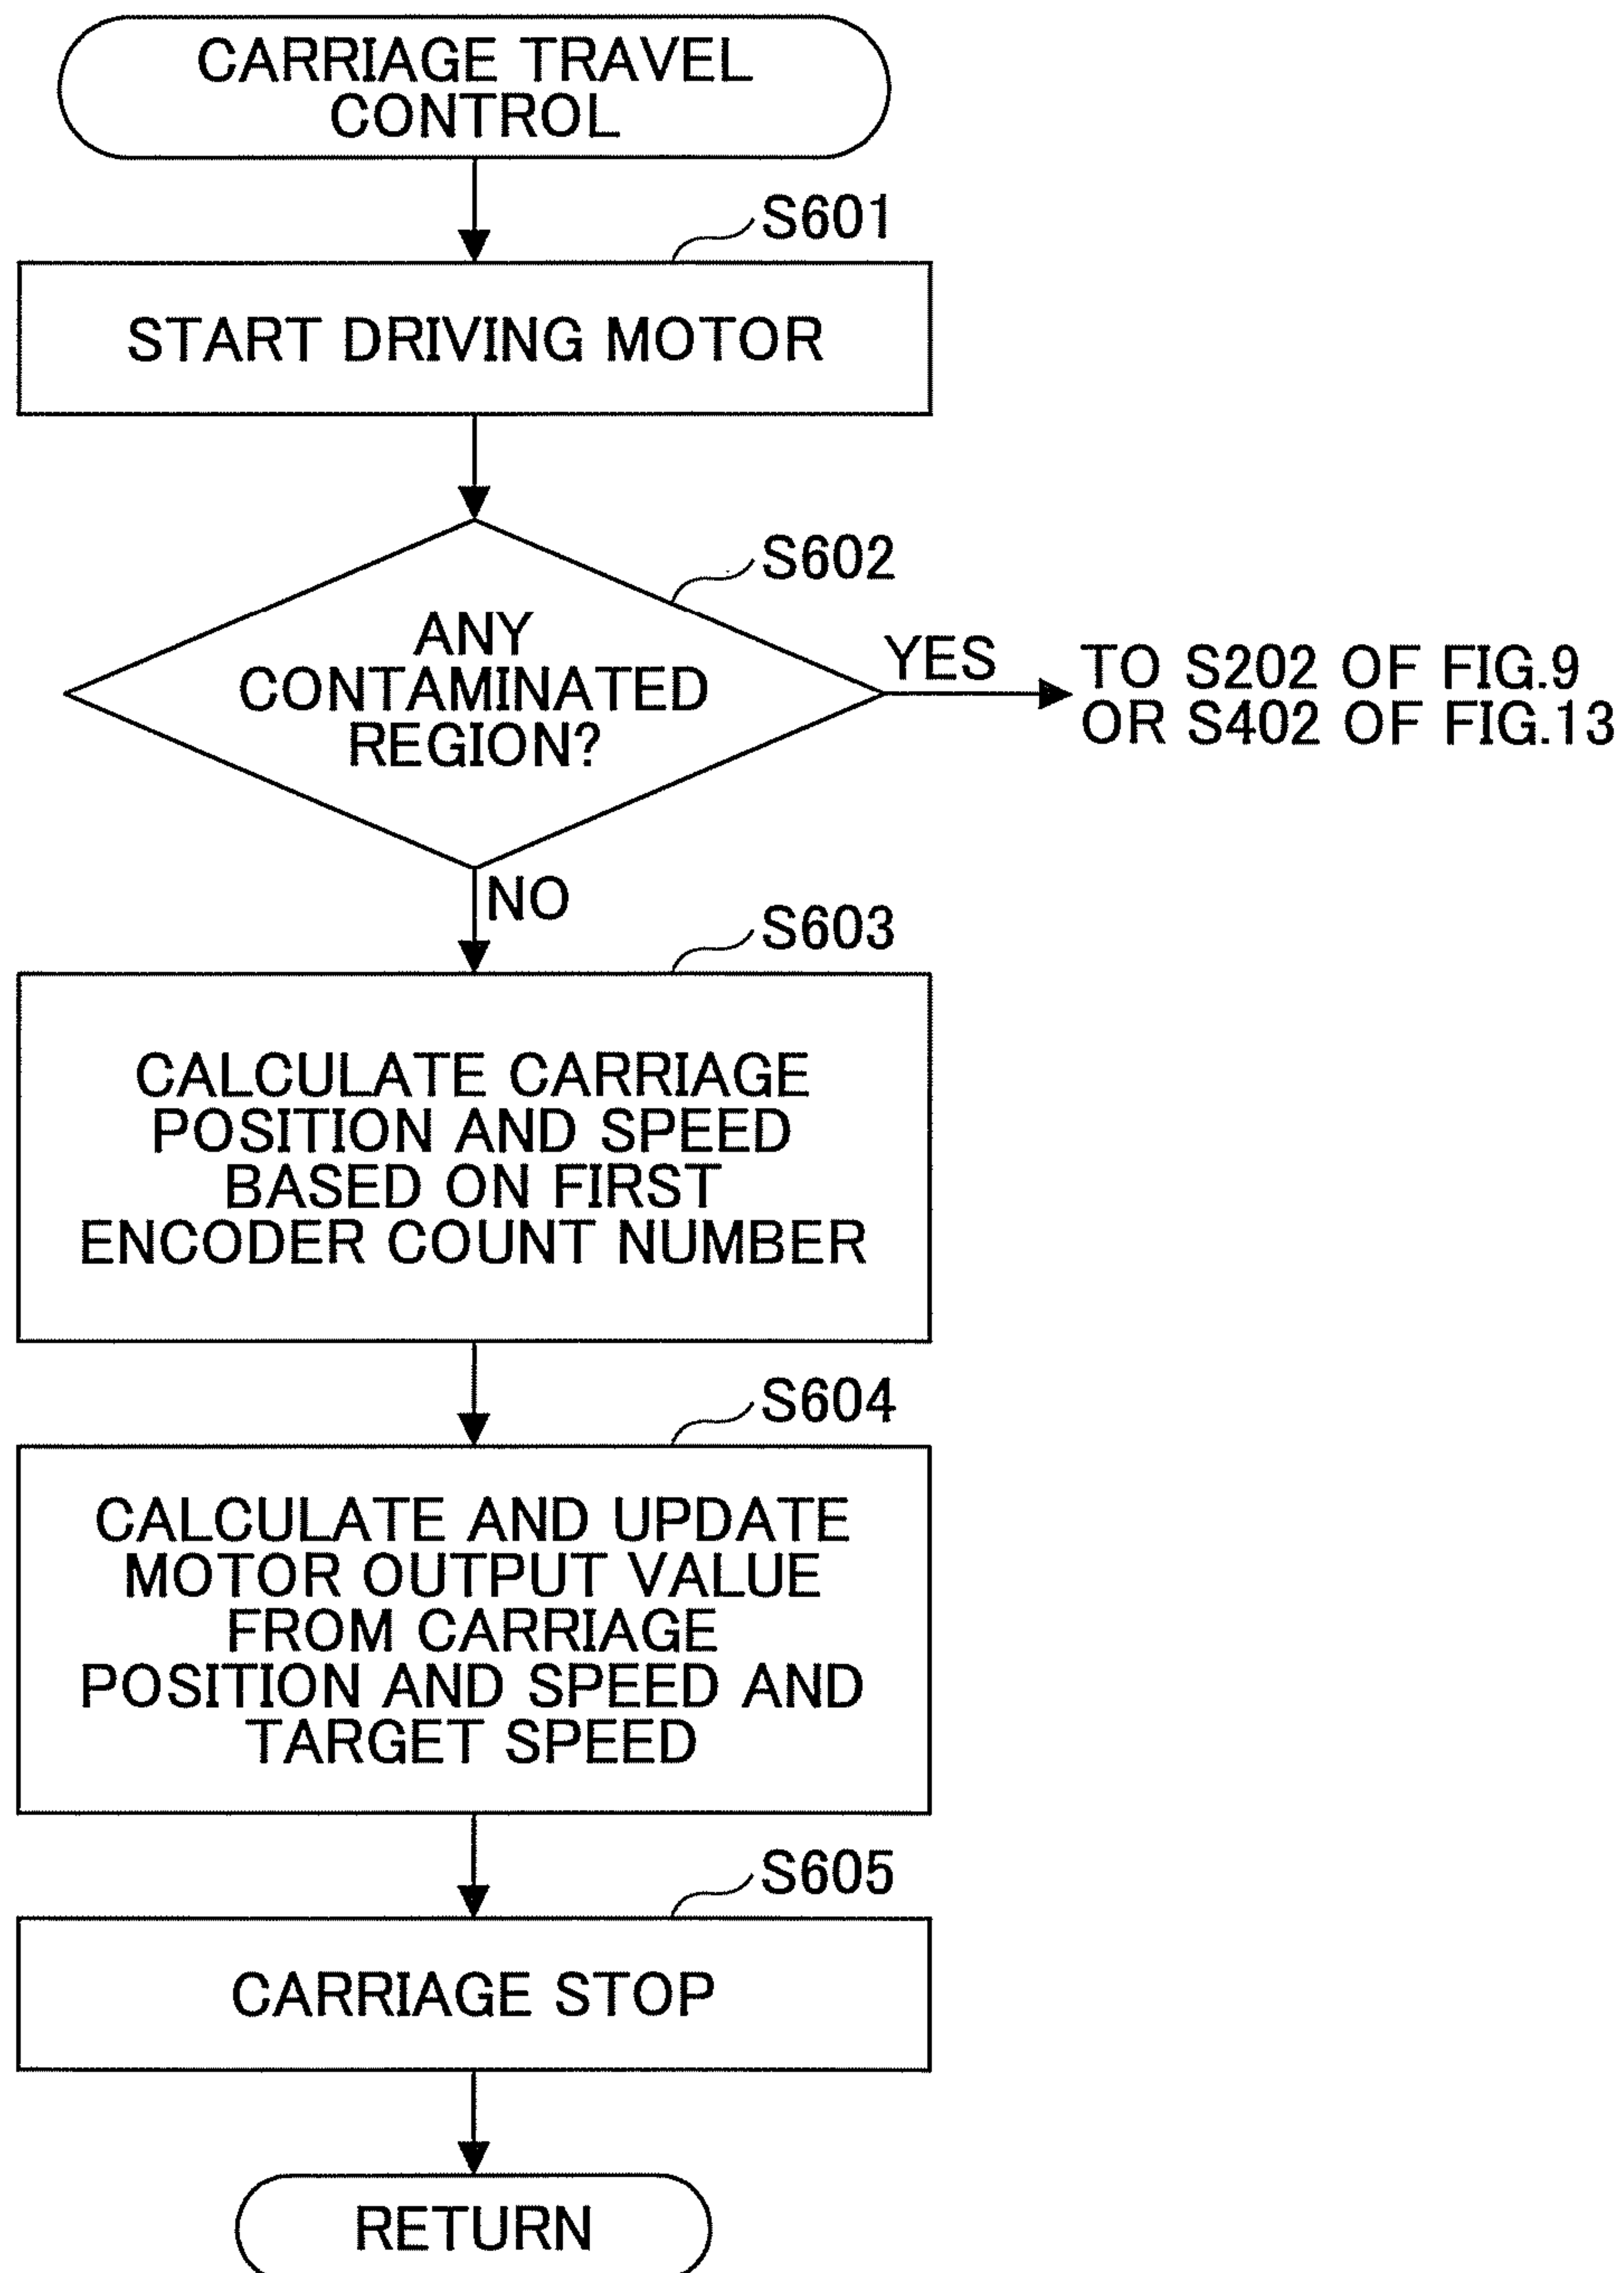 CARRIAGE TRAVEL
CONTROL
S601
START DRIVING MOTOR
S602
ANY
CONTAMINATED
REGION?
YES
TO S202 OF FIG.9
OR S402 OF FIG.13
NO
S603
CALCULATE CARRIAGE
POSITION AND SPEED
BASED ON FIRST
ENCODER COUNT NUMBER
S604
CALCULATE AND UPDATE
MOTOR OUTPUT VALUE
FROM CARRIAGE
POSITION AND SPEED AND
TARGET SPEED
S605
CARRIAGE STOP
RETURN